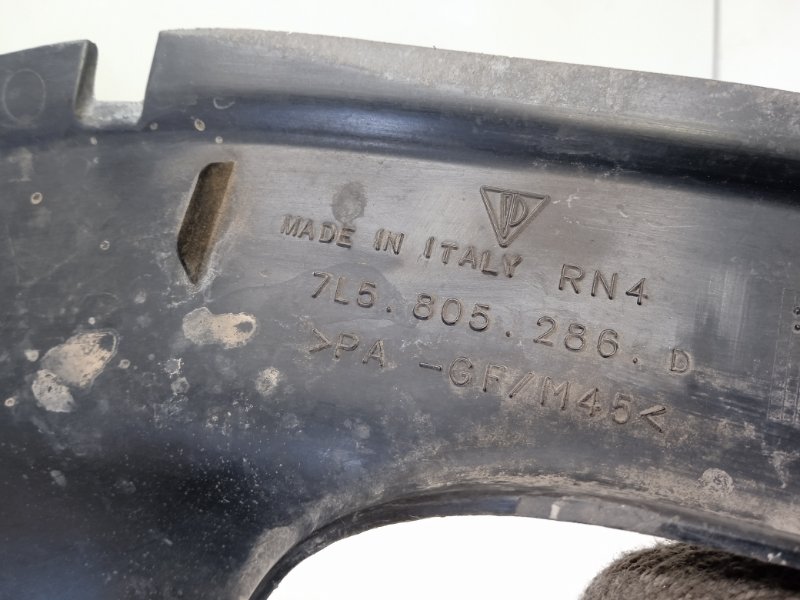 MADE IN ITALY RN4
7L5.805.286.D
>PA -GF/M45<